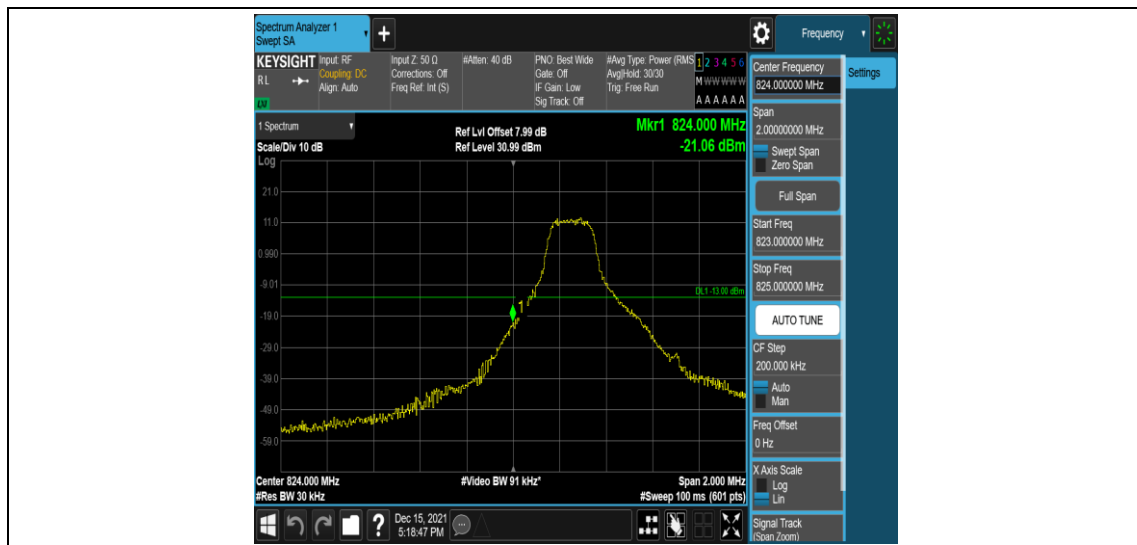 Spectrum Analyzer 1
Swept SA
Frequency
KEYSIGHT
RL
LXI
Input: RF
Coupling: DC
Align: Auto
Input Z: 50 Ω
Corrections: Off
Freq Ref: Int (S)
#Atten: 40 dB
PNO: Best Wide
Gate: Off
IF Gain: Low
Sig Track: Off
#Avg Type: Power (RMS
Avg|Hold: 30/30
Trig: Free Run
1 2 3 4 5 6
M W W W W W
A A A A A A
Center Frequency
824.000000 MHz
Settings
Span
2.00000000 MHz
Swept Span
Zero Span
Full Span
Start Freq
823.000000 MHz
Stop Freq
825.000000 MHz
AUTO TUNE
CF Step
200.000 kHz
Auto
Man
Freq Offset
0 Hz
X Axis Scale
Log
Lin
Signal Track
(Span Zoom)
1 Spectrum
Scale/Div 10 dB
Ref Lvl Offset 7.99 dB
Ref Level 30.99 dBm
Mkr1 824.000 MHz
-21.06 dBm
Log
21.0
11.0
0.990
-9.01
-19.0
-29.0
-39.0
-49.0
-59.0
DL1 -13.00 dBm
1
Center 824.000 MHz
#Res BW 30 kHz
#Video BW 91 kHz*
Span 2.000 MHz
#Sweep 100 ms (601 pts)
?
Dec 15, 2021
5:18:47 PM